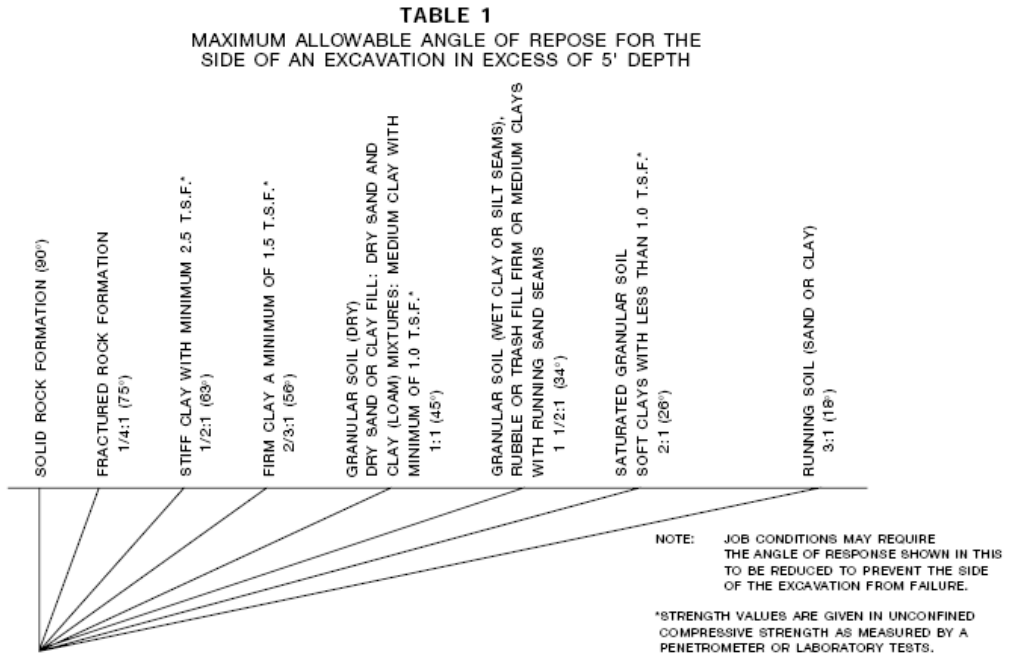 TABLE 1
MAXIMUM ALLOWABLE ANGLE OF REPOSE FOR THE
SIDE OF AN EXCAVATION IN EXCESS OF 5' DEPTH
SOLID ROCK FORMATION (90°)
FRACTURED ROCK FORMATION
1/4:1 (75°)
STIFF CLAY WITH MINIMUM 2.5 T.S.F.*
1/2:1 (63°)
FIRM CLAY A MINIMUM OF 1.5 T.S.F.*
2/3:1 (56°)
GRANULAR SOIL (DRY)
DRY SAND OR CLAY FILL: DRY SAND AND
CLAY (LOAM) MIXTURES: MEDIUM CLAY WITH
MINIMUM OF 1.0 T.S.F.*
1:1 (45°)
GRANULAR SOIL (WET CLAY OR SILT SEAMS),
RUBBLE OR TRASH FILL FIRM OR MEDIUM CLAYS
WITH RUNNING SAND SEAMS
1 1/2:1 (34°)
SATURATED GRANULAR SOIL
SOFT CLAYS WITH LESS THAN 1.0 T.S.F.*
2:1 (26°)
RUNNING SOIL (SAND OR CLAY)
3:1 (18°)
NOTE: JOB CONDITIONS MAY REQUIRE
THE ANGLE OF RESPONSE SHOWN IN THIS
TO BE REDUCED TO PREVENT THE SIDE
OF THE EXCAVATION FROM FAILURE.
*STRENGTH VALUES ARE GIVEN IN UNCONFINED
COMPRESSIVE STRENGTH AS MEASURED BY A
PENETROMETER OR LABORATORY TESTS.